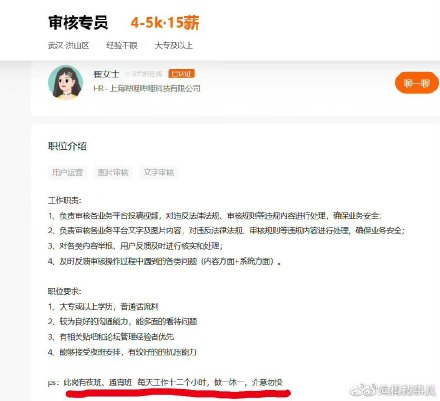 审核专员 4-5k·15薪
武汉·洪山区 经验不限 大专及以上
翟女士 8天前在线 已认证
HR - 上海哔哩哔哩科技有限公司
聊一聊
职位介绍
用户运营 图片审核 文字审核
工作职责：
1、负责审核各业务平台投稿视频，对违反法律法规、审核规则等违规内容进行处理，确保业务安全；
2、负责审核各业务平台文字及图片内容，对违反法律规、审核规则等违规内容进行处理，确保业务安全；
3、对各类内容举报、用户反馈及时进行核实和处理；
4、及时反馈审核操作过程中遇到的各类问题（内容方面+系统方面）。
职位要求：
1、大专或以上学历，普通话流利
2、较为良好的沟通能力，能多面的看待问题
3、有相关贴吧和论坛管理经验者优先
4、能够接受夜班安排，有较好的的抗压能力
ps：此岗有夜班、通宵班 每天工作十二个小时，做一休一，介意勿投